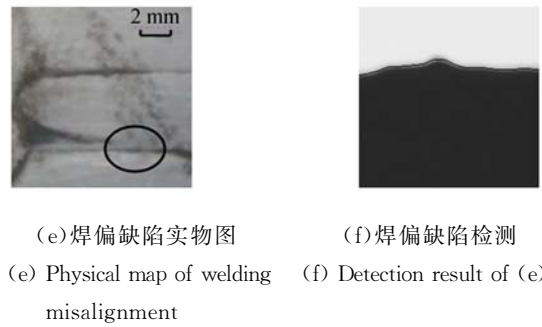 2 mm
(e)焊偏缺陷实物图 (f)焊偏缺陷检测
(e) Physical map of welding (f) Detection result of (e)
misalignment